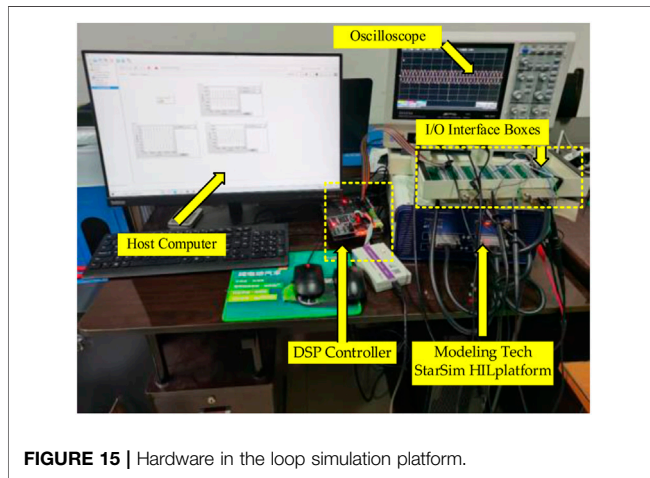 Oscilloscope
I/O Interface Boxes
Host Computer
DSP Controller
Modeling Tech
StarSim HILplatform
FIGURE 15 | Hardware in the loop simulation platform.